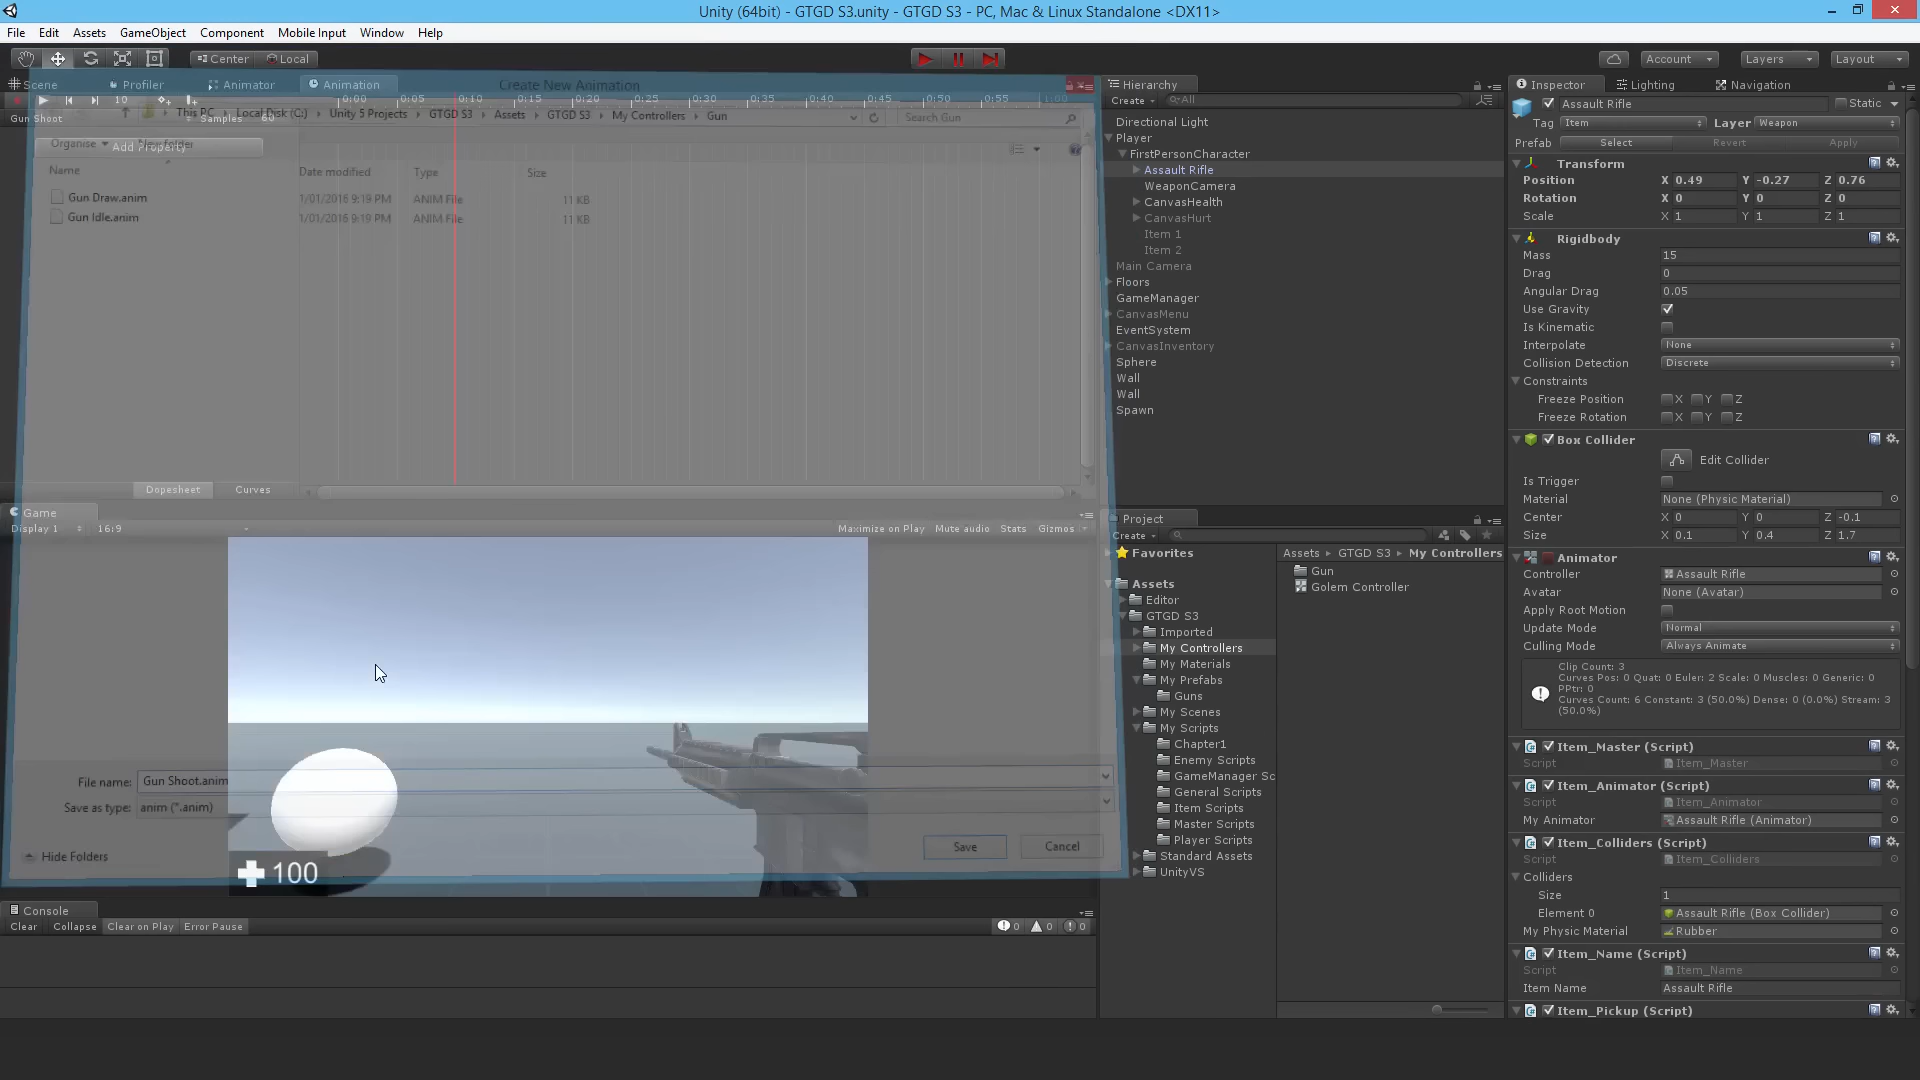 Unity (64bit) - GTGD S3.unity - GTGD S3 - PC, Mac & Linux Standalone <DX11>
File Edit Assets GameObject Component Mobile Input Window Help
Center Local
Account Layers Layout
Scene Profiler Animator Animation
Create New Animation
0:00 0:05 0:10 0:15 0:20 0:25 0:30 0:35 0:40 0:45 0:50 0:55 1:00
10
This PC Local Disk (C:) Unity 5 Projects GTGD S3 Assets GTGD S3 My Controllers Gun
Search Gun
Gun Shoot Samples 60
Organise New folder
Add Property
Name Date modified Type Size
Gun Draw.anim 1/01/2016 9:19 PM ANIM File 11 KB
Gun Idle.anim 1/01/2016 9:19 PM ANIM File 11 KB
Dopesheet Curves
Game
Display 1 16:9 Maximize on Play Mute audio Stats Gizmos
File name: Gun Shoot.anim
Save as type: anim (*.anim)
Hide Folders Save Cancel
100
Console
Clear Collapse Clear on Play Error Pause 0 0 0
Hierarchy
Create All
Directional Light
Player
FirstPersonCharacter
Assault Rifle
WeaponCamera
CanvasHealth
CanvasHurt
Item 1
Item 2
Main Camera
Floors
GameManager
CanvasMenu
EventSystem
CanvasInventory
Sphere
Wall
Wall
Spawn
Project
Create
Favorites
Assets
Editor
GTGD S3
Imported
My Controllers
My Materials
My Prefabs
Guns
My Scenes
My Scripts
Chapter1
Enemy Scripts
GameManager Sc
General Scripts
Item Scripts
Master Scripts
Player Scripts
Standard Assets
UnityVS
Assets GTGD S3 My Controllers
Gun
Golem Controller
Inspector Lighting Navigation
Assault Rifle Static
Tag Item Layer Weapon
Prefab Select Revert Apply
Transform
Position X 0.49 Y -0.27 Z 0.76
Rotation X 0 Y 0 Z 0
Scale X 1 Y 1 Z 1
Rigidbody
Mass 15
Drag 0
Angular Drag 0.05
Use Gravity
Is Kinematic
Interpolate None
Collision Detection Discrete
Constraints
Freeze Position X Y Z
Freeze Rotation X Y Z
Box Collider
Edit Collider
Is Trigger
Material None (Physic Material)
Center X 0 Y 0 Z -0.1
Size X 0.1 Y 0.4 Z 1.7
Animator
Controller Assault Rifle
Avatar None (Avatar)
Apply Root Motion
Update Mode Normal
Culling Mode Always Animate
Clip Count: 3
Curves Pos: 0 Quat: 0 Euler: 2 Scale: 0 Muscles: 0 Generic: 0
PPtr: 0
Curves Count: 6 Constant: 3 (50.0%) Dense: 0 (0.0%) Stream: 3
(50.0%)
Item_Master (Script)
Script Item_Master
Item_Animator (Script)
Script Item_Animator
My Animator Assault Rifle (Animator)
Item_Colliders (Script)
Script Item_Colliders
Colliders
Size 1
Element 0 Assault Rifle (Box Collider)
My Physic Material Rubber
Item_Name (Script)
Script Item_Name
Item Name Assault Rifle
Item_Pickup (Script)